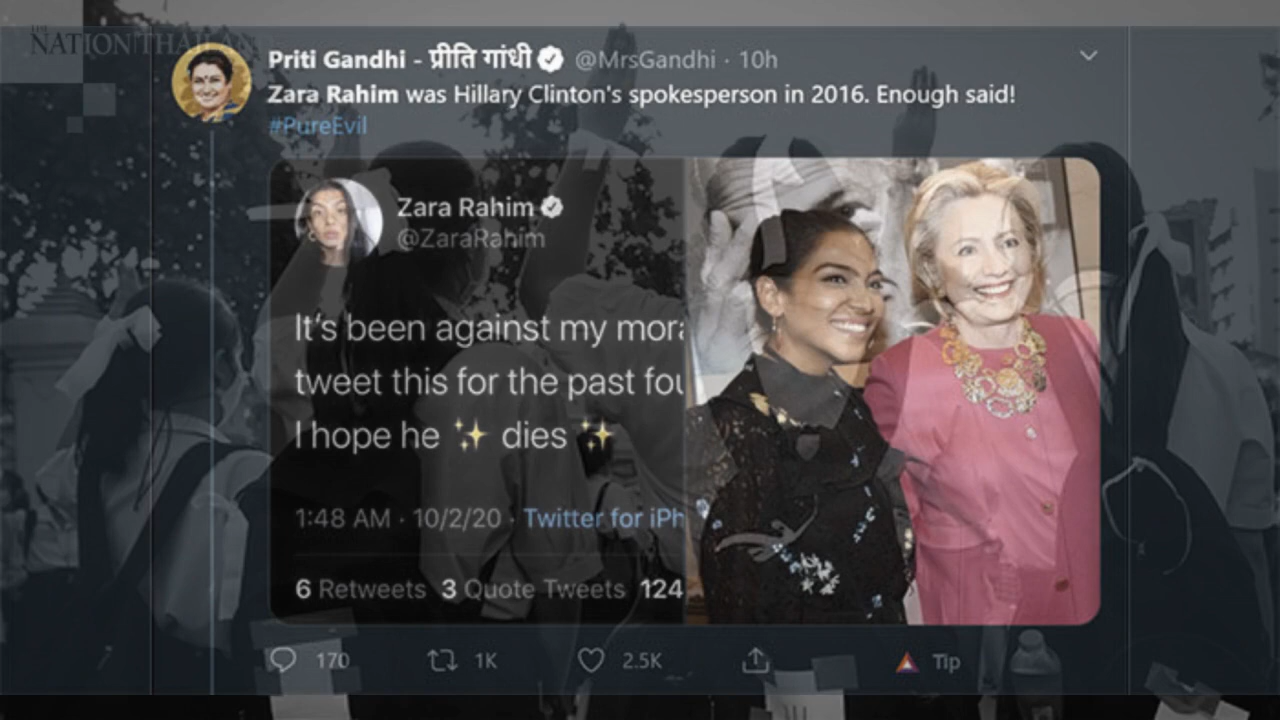 THE
NATION THAILAND
Priti Gandhi - प्रीति गांधी @MrsGandhi · 10h
Zara Rahim was Hillary Clinton's spokesperson in 2016. Enough said!
#PureEvil
Zara Rahim
@ZaraRahim
It's been against my mora
tweet this for the past fou
I hope he ✨ dies ✨
1:48 AM · 10/2/20 · Twitter for iPh
6 Retweets 3 Quote Tweets 124
170 1K 2.5K Tip